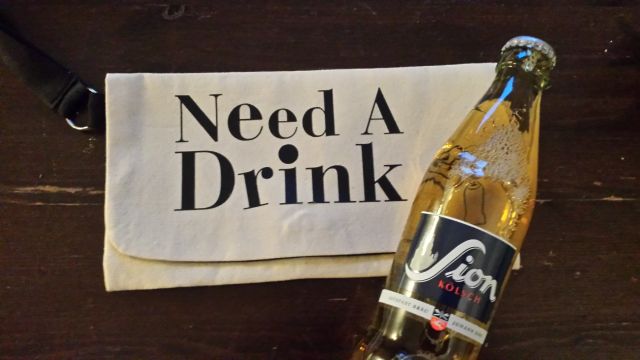 Need A
Drink
Sion
KÖLSCH